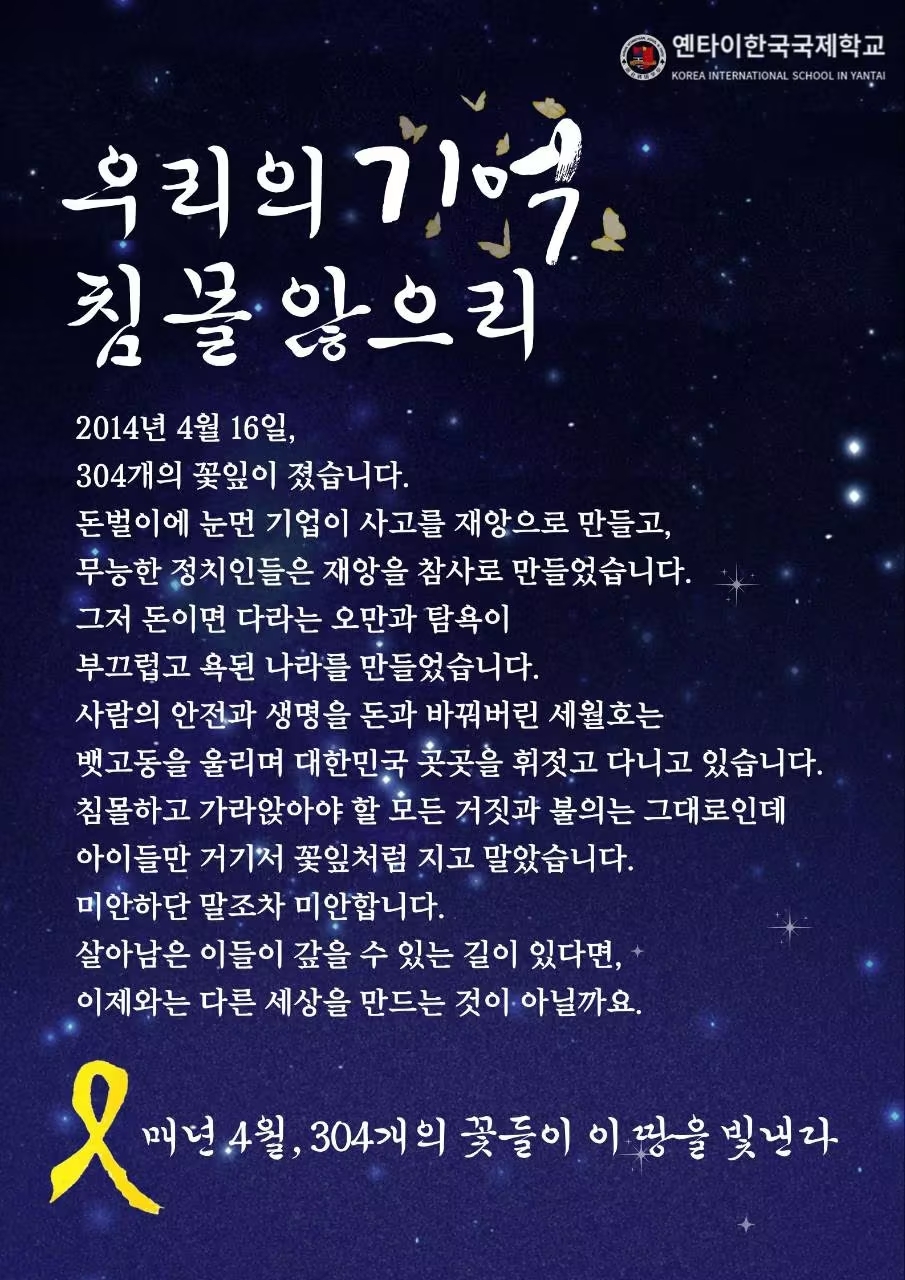 옌타이한국국제학교
KOREA INTERNATIONAL SCHOOL IN YANTAI
우리의 기억
침몰 않으리
2014년 4월 16일,
304개의 꽃잎이 졌습니다.
돈벌이에 눈먼 기업이 사고를 재앙으로 만들고,
무능한 정치인들은 재앙을 참사로 만들었습니다.
그저 돈이면 다라는 오만과 탐욕이
부끄럽고 욕된 나라를 만들었습니다.
사람의 안전과 생명을 돈과 바꿔버린 세월호는
뱃고동을 울리며 대한민국 곳곳을 휘젓고 다니고 있습니다.
침몰하고 가라앉아야 할 모든 거짓과 불의는 그대로인데
아이들만 거기서 꽃잎처럼 지고 말았습니다.
미안하단 말조차 미안합니다.
살아남은 이들이 갚을 수 있는 길이 있다면,
이제와는 다른 세상을 만드는 것이 아닐까요.
매년 4월, 304개의 꽃들이 이 땅을 빛낸다